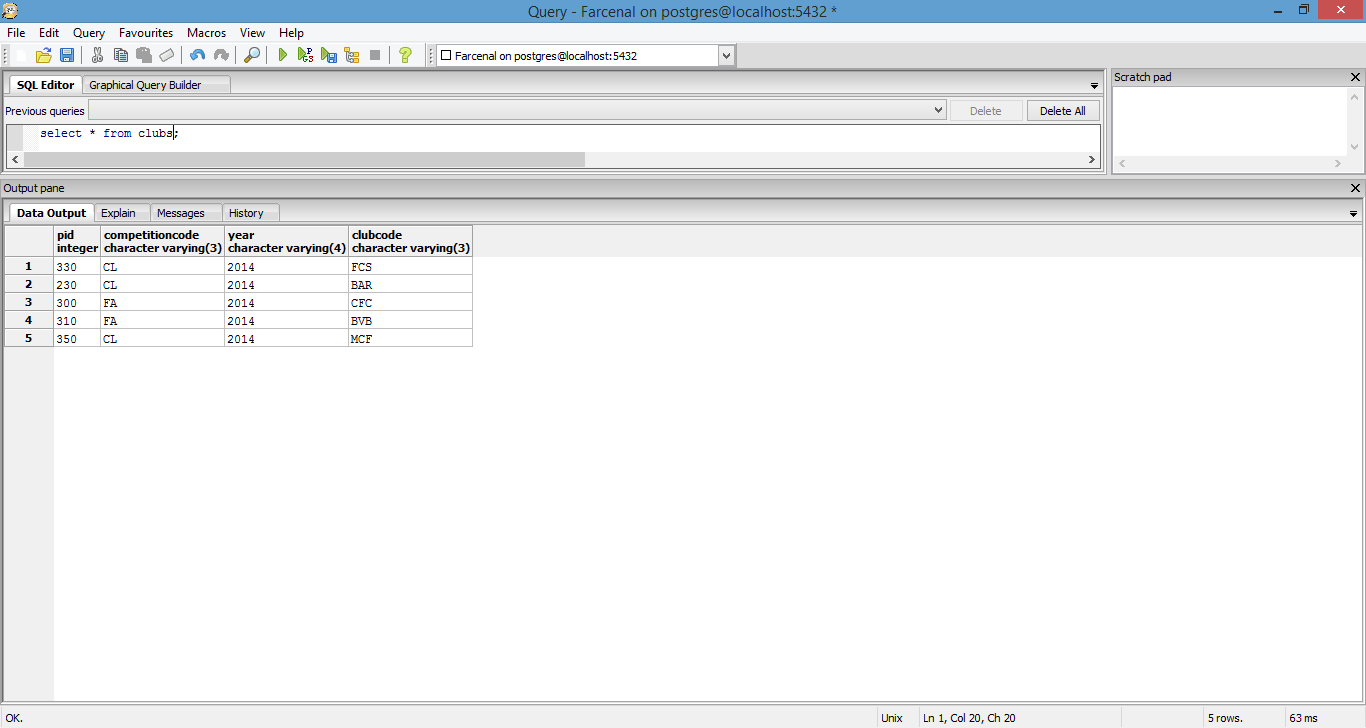 Query - Farcenal on postgres@localhost:5432 *
File Edit Query Favourites Macros View Help
Farcenal on postgres@localhost:5432
SQL Editor Graphical Query Builder
Scratch pad
Previous queries Delete Delete All
select * from clubs;
Output pane
Data Output Explain Messages History
pid competitioncode year clubcode
integer character varying(3) character varying(4) character varying(3)
1 330 CL 2014 FCS
2 230 CL 2014 BAR
3 300 FA 2014 CFC
4 310 FA 2014 BVB
5 350 CL 2014 MCF
OK. Unix Ln 1, Col 20, Ch 20 5 rows. 63 ms